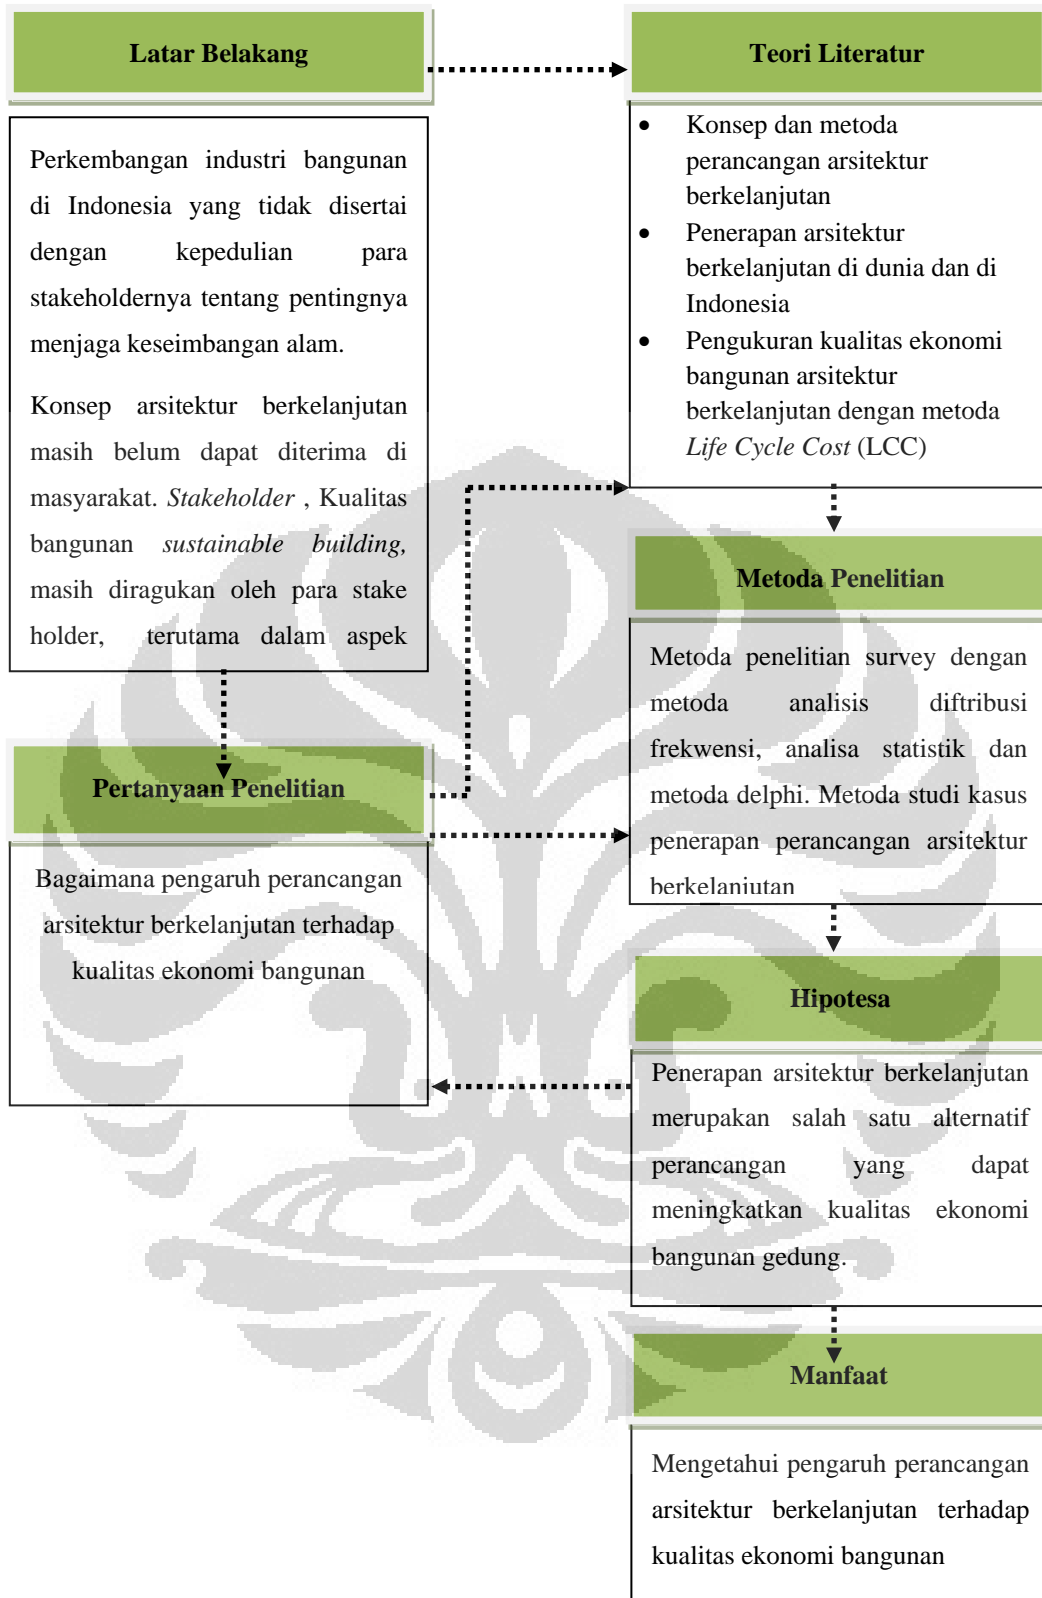 Latar Belakang
Perkembangan industri bangunan
di Indonesia yang tidak disertai
dengan kepedulian para
stakeholdernya tentang pentingnya
menjaga keseimbangan alam.
Konsep arsitektur berkelanjutan
masih belum dapat diterima di
masyarakat. Stakeholder , Kualitas
bangunan sustainable building,
masih diragukan oleh para stake
holder, terutama dalam aspek
Pertanyaan Penelitian
Bagaimana pengaruh perancangan
arsitektur berkelanjutan terhadap
kualitas ekonomi bangunan
Teori Literatur
• Konsep dan metoda
perancangan arsitektur
berkelanjutan
• Penerapan arsitektur
berkelanjutan di dunia dan di
Indonesia
• Pengukuran kualitas ekonomi
bangunan arsitektur
berkelanjutan dengan metoda
Life Cycle Cost (LCC)
Metoda Penelitian
Metoda penelitian survey dengan
metoda analisis diftribusi
frekwensi, analisa statistik dan
metoda delphi. Metoda studi kasus
penerapan perancangan arsitektur
berkelanjutan
Hipotesa
Penerapan arsitektur berkelanjutan
merupakan salah satu alternatif
perancangan yang dapat
meningkatkan kualitas ekonomi
bangunan gedung.
Manfaat
Mengetahui pengaruh perancangan
arsitektur berkelanjutan terhadap
kualitas ekonomi bangunan